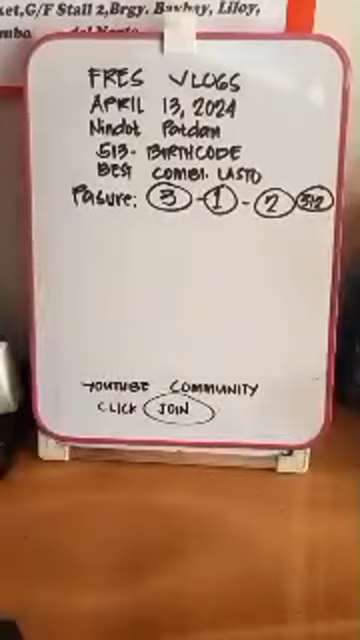 ket,G/F Stall 2,Brgy. Baybay, Liloy,
FRES VLOGS
APRIL 13, 2024
Nindot Patdan
513- BIRTHCODE
BEST COMBI. LASTO
Pasure: 3 - 1 - 2 512
YOUTUBE COMMUNITY
CLICK JOIN